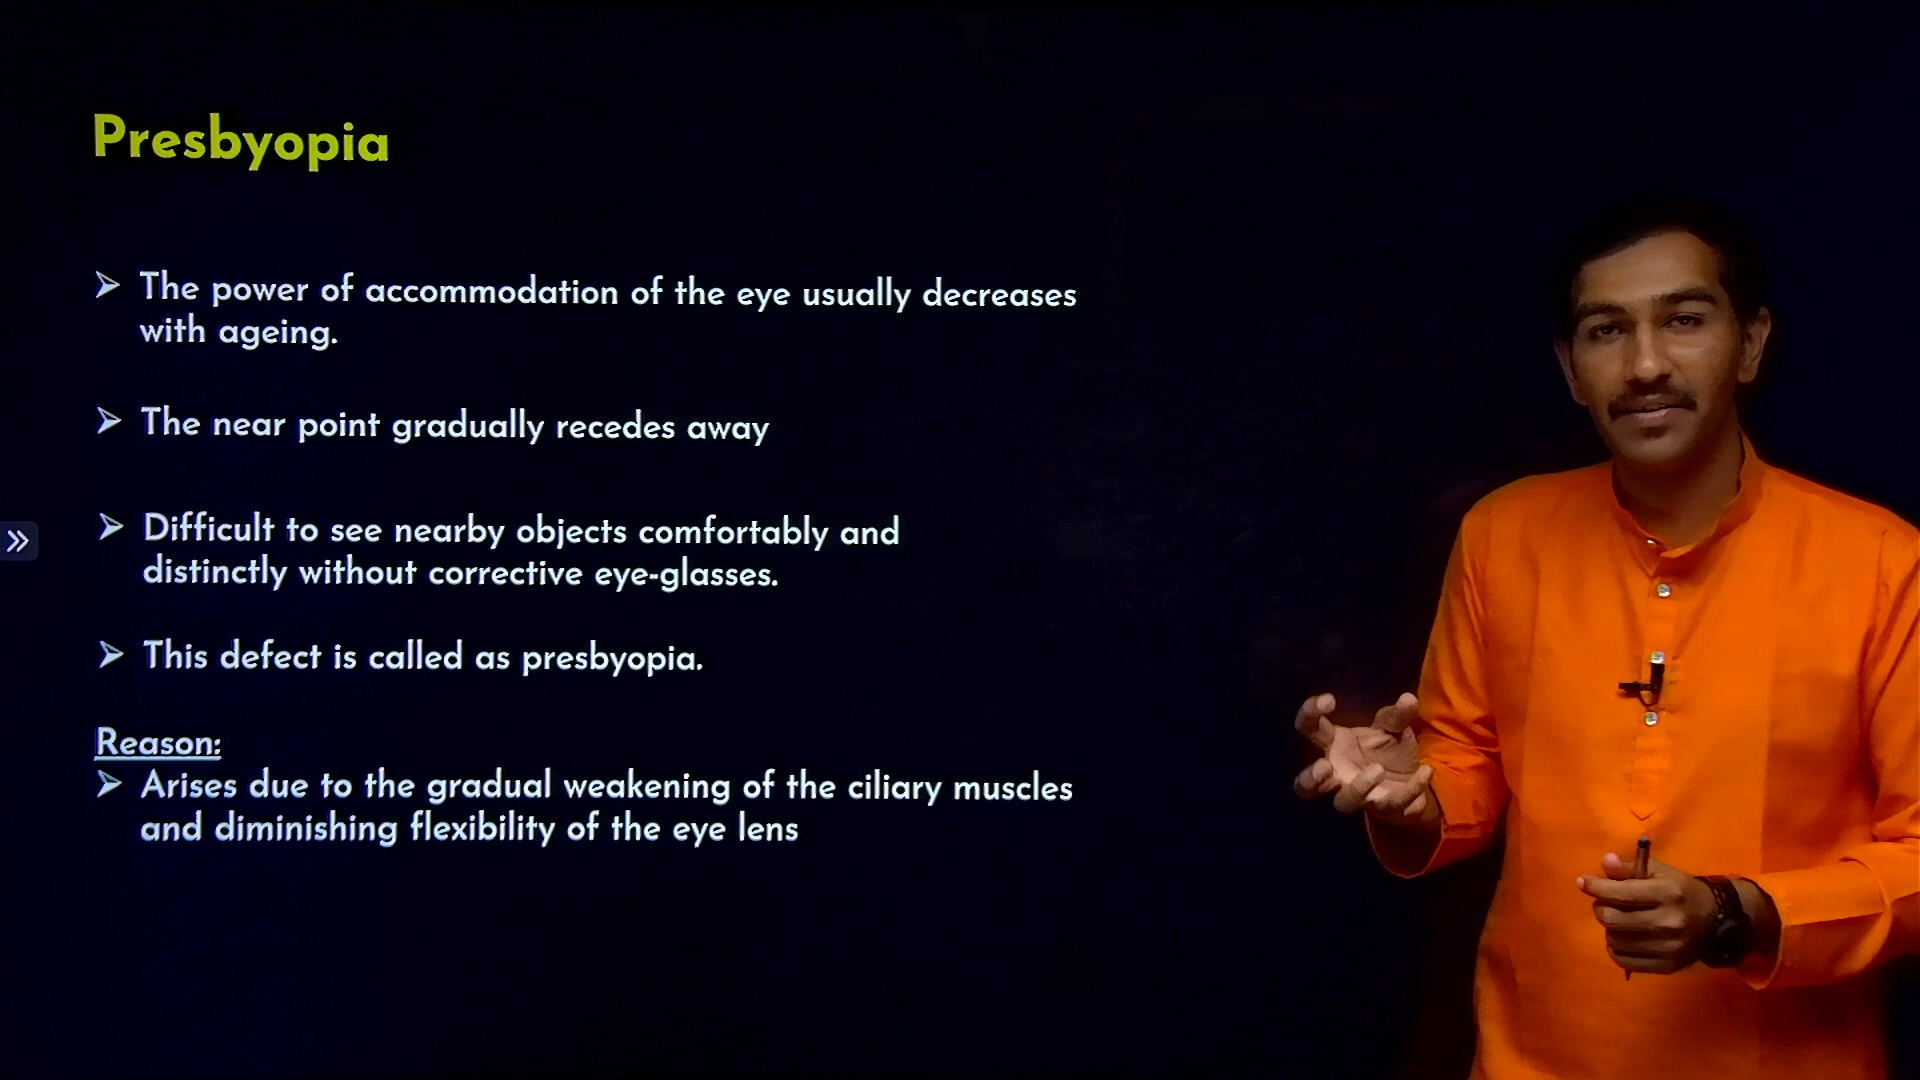 Presbyopia
➢ The power of accommodation of the eye usually decreases
with ageing.
➢ The near point gradually recedes away
➢ Difficult to see nearby objects comfortably and
distinctly without corrective eye-glasses.
➢ This defect is called as presbyopia.
Reason:
➢ Arises due to the gradual weakening of the ciliary muscles
and diminishing flexibility of the eye lens